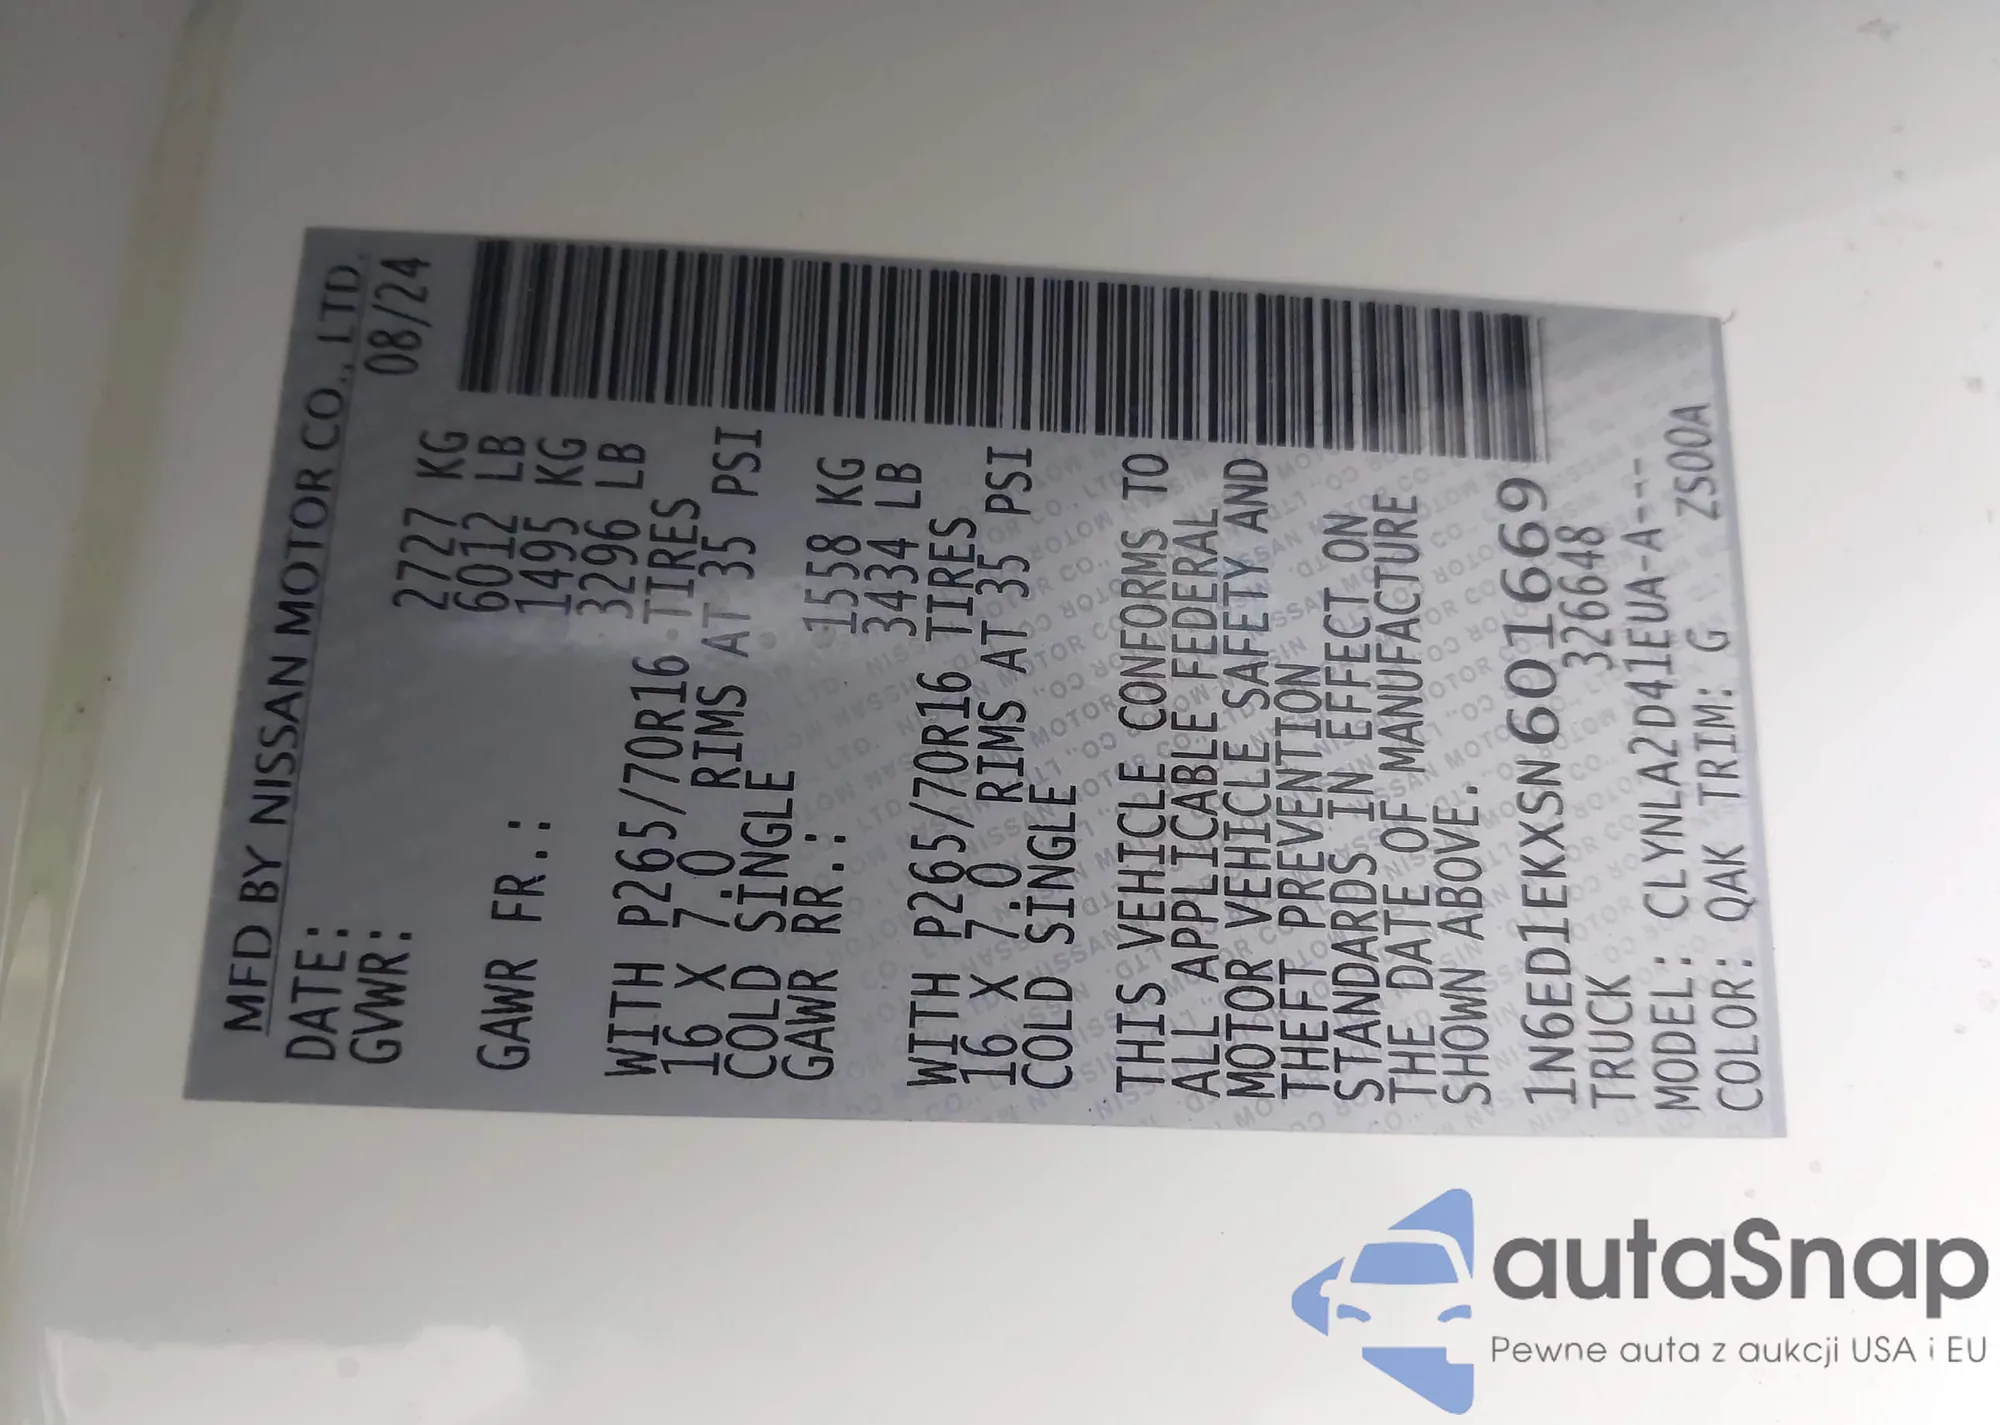 MFD BY NISSAN MOTOR CO., LTD.
DATE: 08/24
GVWR: 2727 KG
6012 LB
GAWR FR.: 1495 KG
3296 LB
WITH P265/70R16 TIRES
16 X 7.0 RIMS AT 35 PSI
COLD SINGLE
GAWR RR.: 1558 KG
3434 LB
WITH P265/70R16 TIRES
16 X 7.0 RIMS AT 35 PSI
COLD SINGLE
THIS VEHICLE CONFORMS TO
ALL APPLICABLE FEDERAL
MOTOR VEHICLE SAFETY AND
THEFT PREVENTION
STANDARDS IN EFFECT ON
THE DATE OF MANUFACTURE
SHOWN ABOVE.
1N6ED1EKXSN601669
TRUCK 326648
MODEL: CLYNLA2D41EUA-A---
COLOR: QAK TRIM: G ZS00A
autaSnap
Pewne auta z aukcji USA i EU